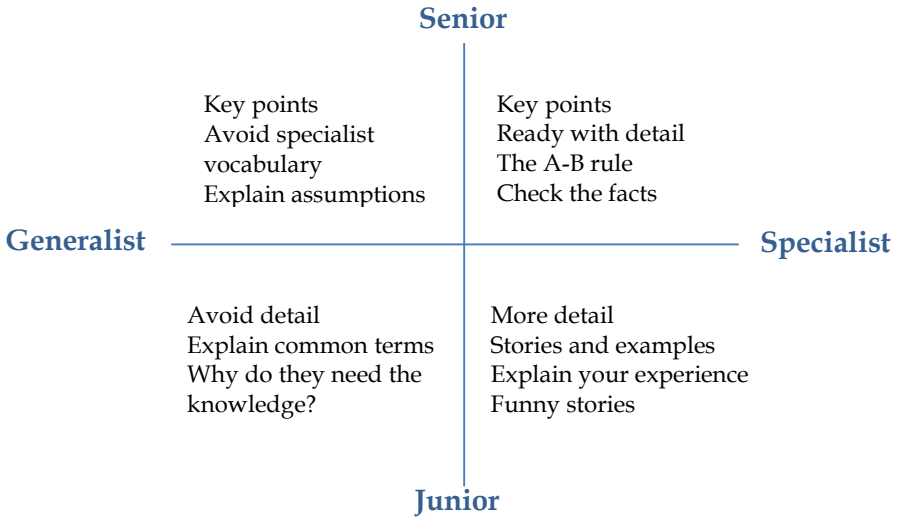 Senior
Key points
Avoid specialist
vocabulary
Explain assumptions
Key points
Ready with detail
The A-B rule
Check the facts
Generalist
Specialist
Avoid detail
Explain common terms
Why do they need the
knowledge?
More detail
Stories and examples
Explain your experience
Funny stories
Junior